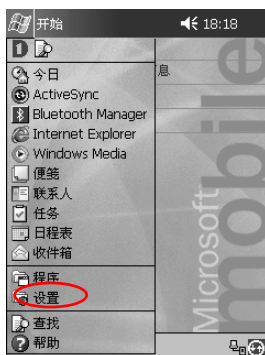 开始 18:18
息
今日
ActiveSync
Bluetooth Manager
Internet Explorer
Windows Media
便笺
联系人
任务
日程表
收件箱
程序
设置
查找
帮助
Microsoft
mobile